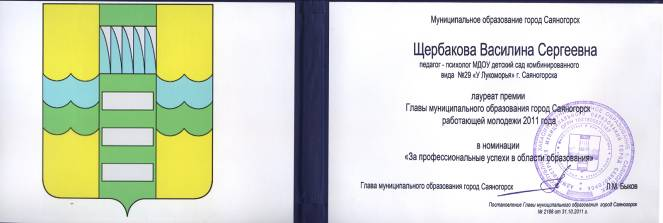 Муниципальное образование город Саяногорск
Щербакова Василина Сергеевна
педагог - психолог МДОУ детский сад комбинированного
вида №29 «У Лукоморья» г. Саяногорска
лауреат премии
Главы муниципального образования город Саяногорск
работающей молодежи 2011 года
в номинации
«За профессиональные успехи в области образования»
Глава муниципального образования город Саяногорск Л.М. Быков
Постановление Главы муниципального образования город Саяногорск
№ 2186 от 31.10.2011 г.